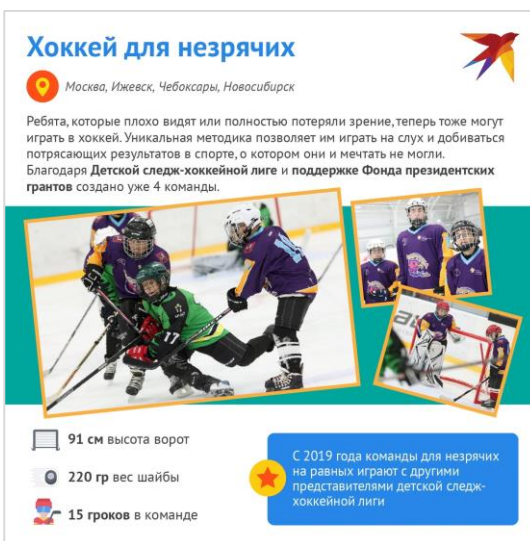 Хоккей для незрячих
Москва, Ижевск, Чебоксары, Новосибирск
Ребята, которые плохо видят или полностью потеряли зрение, теперь тоже могут
играть в хоккей. Уникальная методика позволяет им играть на слух и добиваться
потрясающих результатов в спорте, о котором они и мечтать не могли.
Благодаря Детской следж-хоккейной лиге и поддержке Фонда президентских
грантов создано уже 4 команды.
77
91 см высота ворот
220 гр вес шайбы
15 гроков в команде
С 2019 года команды для незрячих
на равных играют с другими
представителями детской следж-
хоккейной лиги